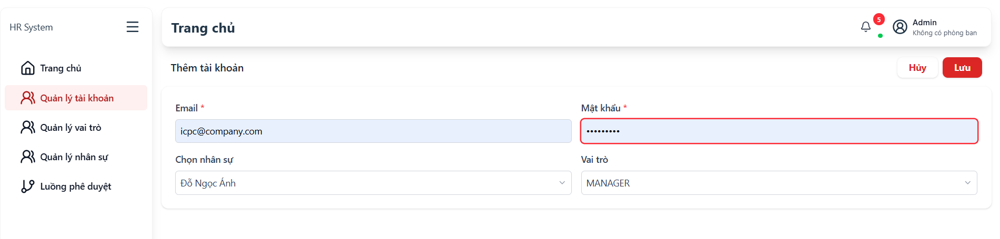 HR System
Trang chủ
Quản lý tài khoản
Quản lý vai trò
Quản lý nhân sự
Luồng phê duyệt
Trang chủ
5
Admin
Không có phòng ban
Thêm tài khoản
Hủy
Lưu
Email *
icpc@company.com
Mật khẩu *
•••••••••
Chọn nhân sự
Đỗ Ngọc Ánh
Vai trò
MANAGER